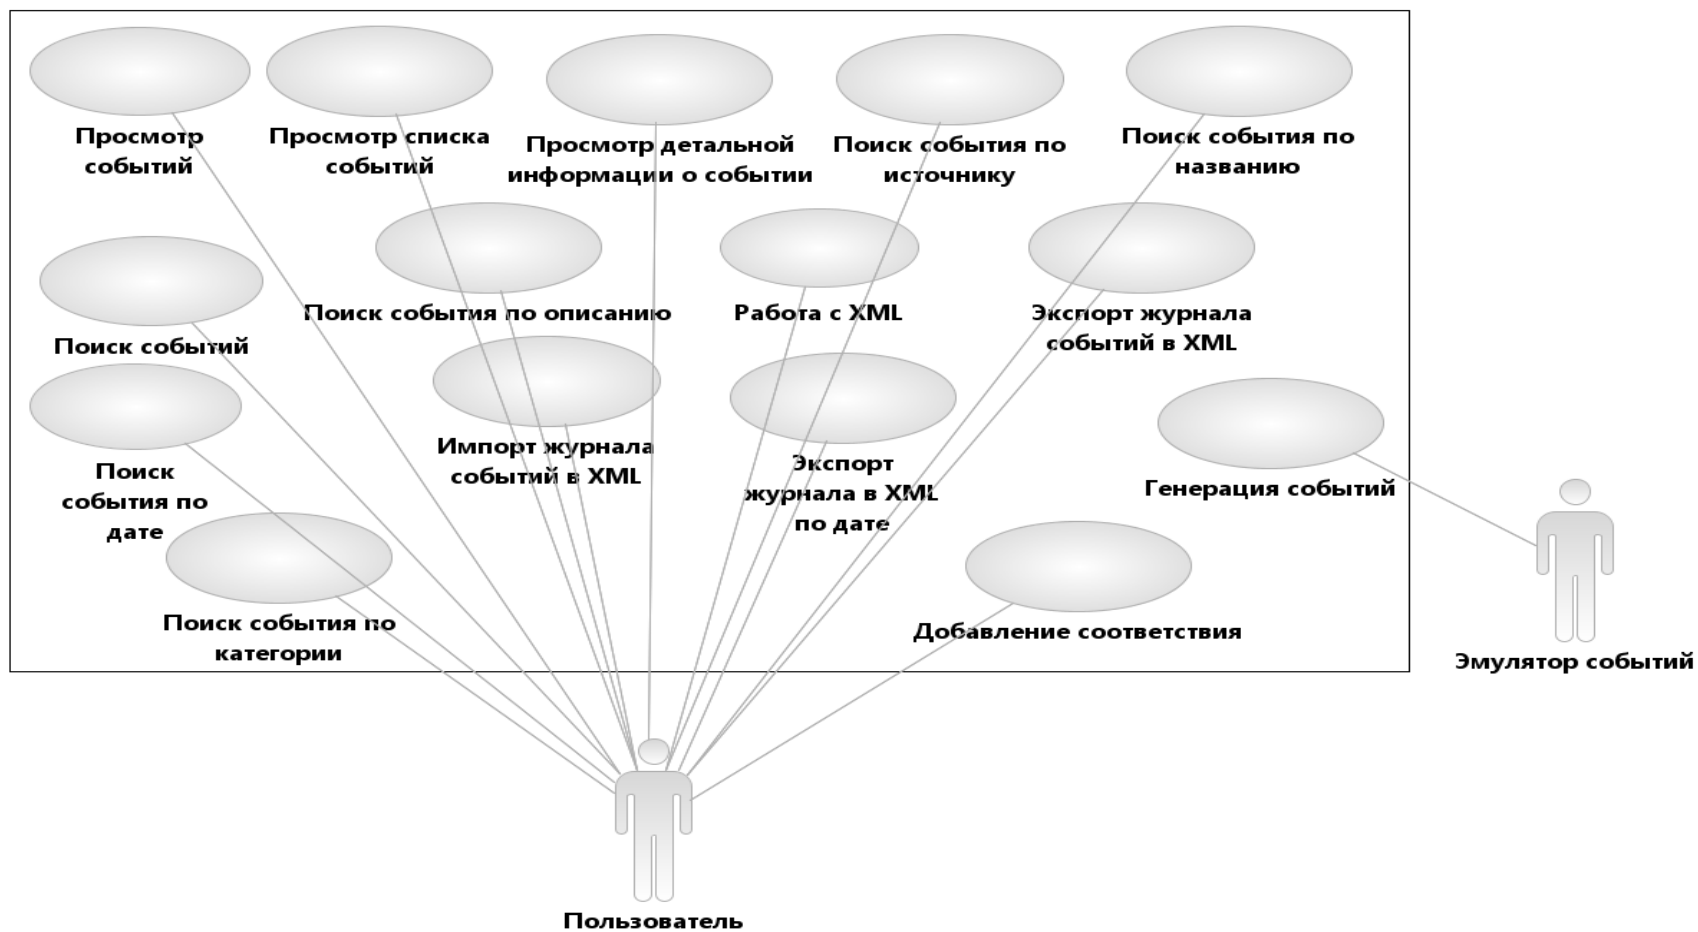 Просмотр
событий
Просмотр списка
событий
Просмотр детальной
информации о событии
Поиск события по
источнику
Поиск события по
названию
Поиск событий
Поиск события по описанию
Работа с XML
Экспорт журнала
событий в XML
Поиск
события по
дате
Импорт журнала
событий в XML
Экспорт
журнала в XML
по дате
Генерация событий
Поиск события по
категории
Добавление соответствия
Эмулятор событий
Пользователь